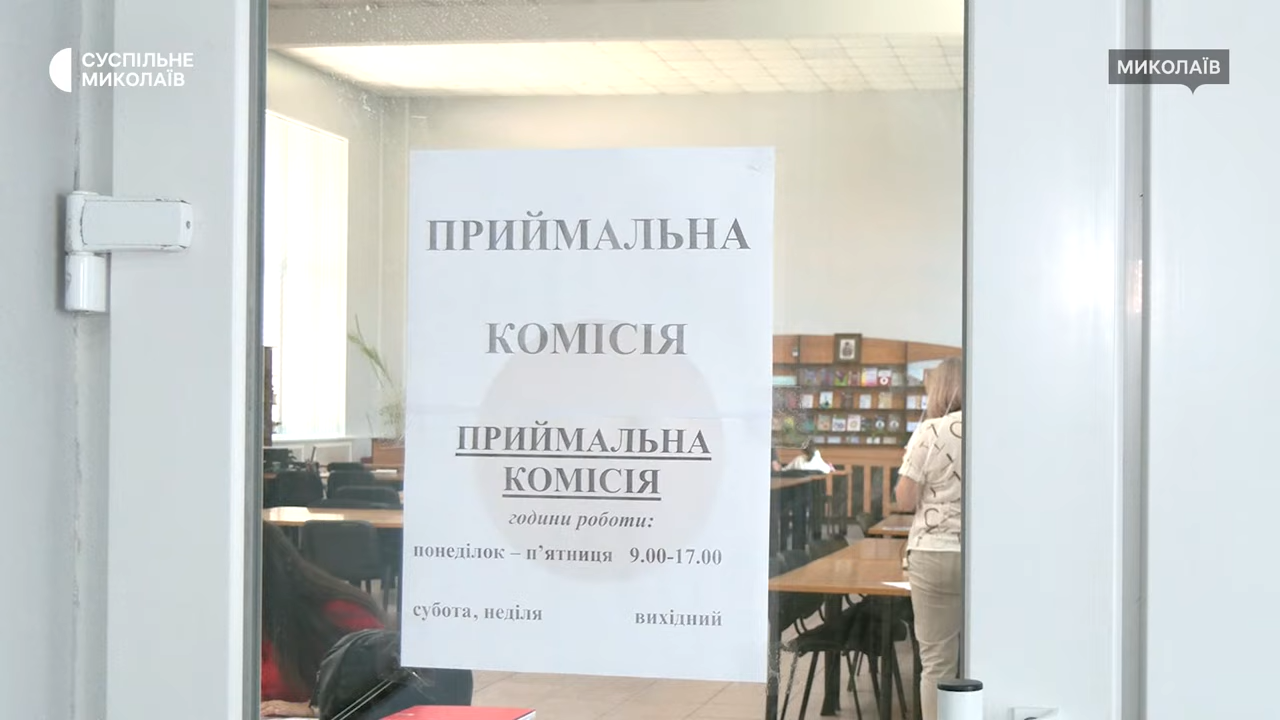 СУСПІЛЬНЕ
МИКОЛАЇВ
МИКОЛАЇВ
ПРИЙМАЛЬНА
КОМІСІЯ
ПРИЙМАЛЬНА
КОМІСІЯ
години роботи:
понеділок – п’ятниця 9.00-17.00
субота, неділя вихідний